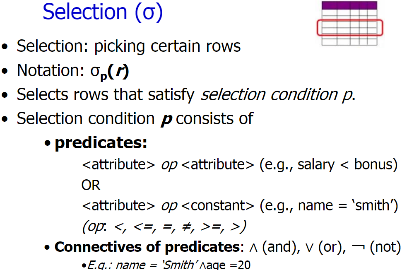 Selection (σ)
• Selection: picking certain rows
• Notation: σp(r)
• Selects rows that satisfy selection condition p.
• Selection condition p consists of
• predicates:
<attribute> op <attribute> (e.g., salary < bonus)
OR
<attribute> op <constant> (e.g., name = ‘smith’)
(op: <, <=, =, ≠, >=, >)
• Connectives of predicates: ∧ (and), ∨ (or), ¬ (not)
•E.g.: name = ‘Smith’ ∧age =20